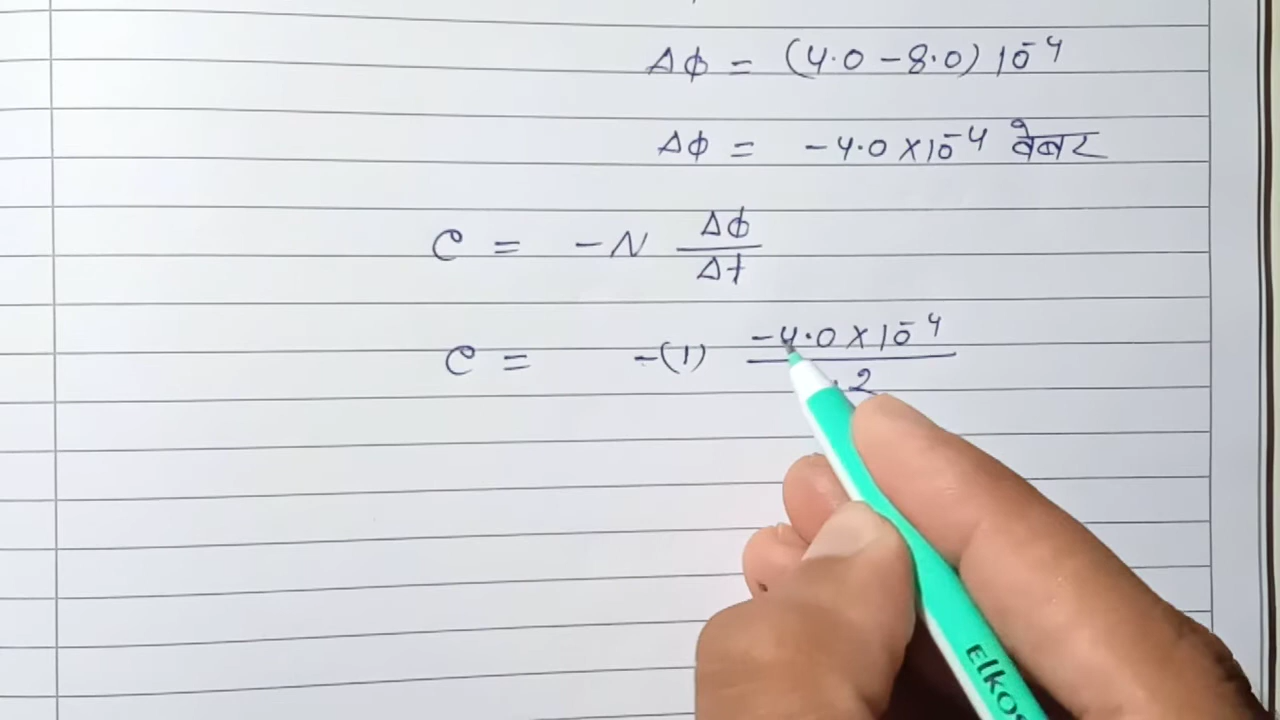 Δφ = (4.0 - 8.0) 10⁻⁴
Δφ = -4.0 × 10⁻⁴ वेबर
e = -N Δφ/Δt
e = -(1) -4.0 × 10⁻⁴/.2
Elkos